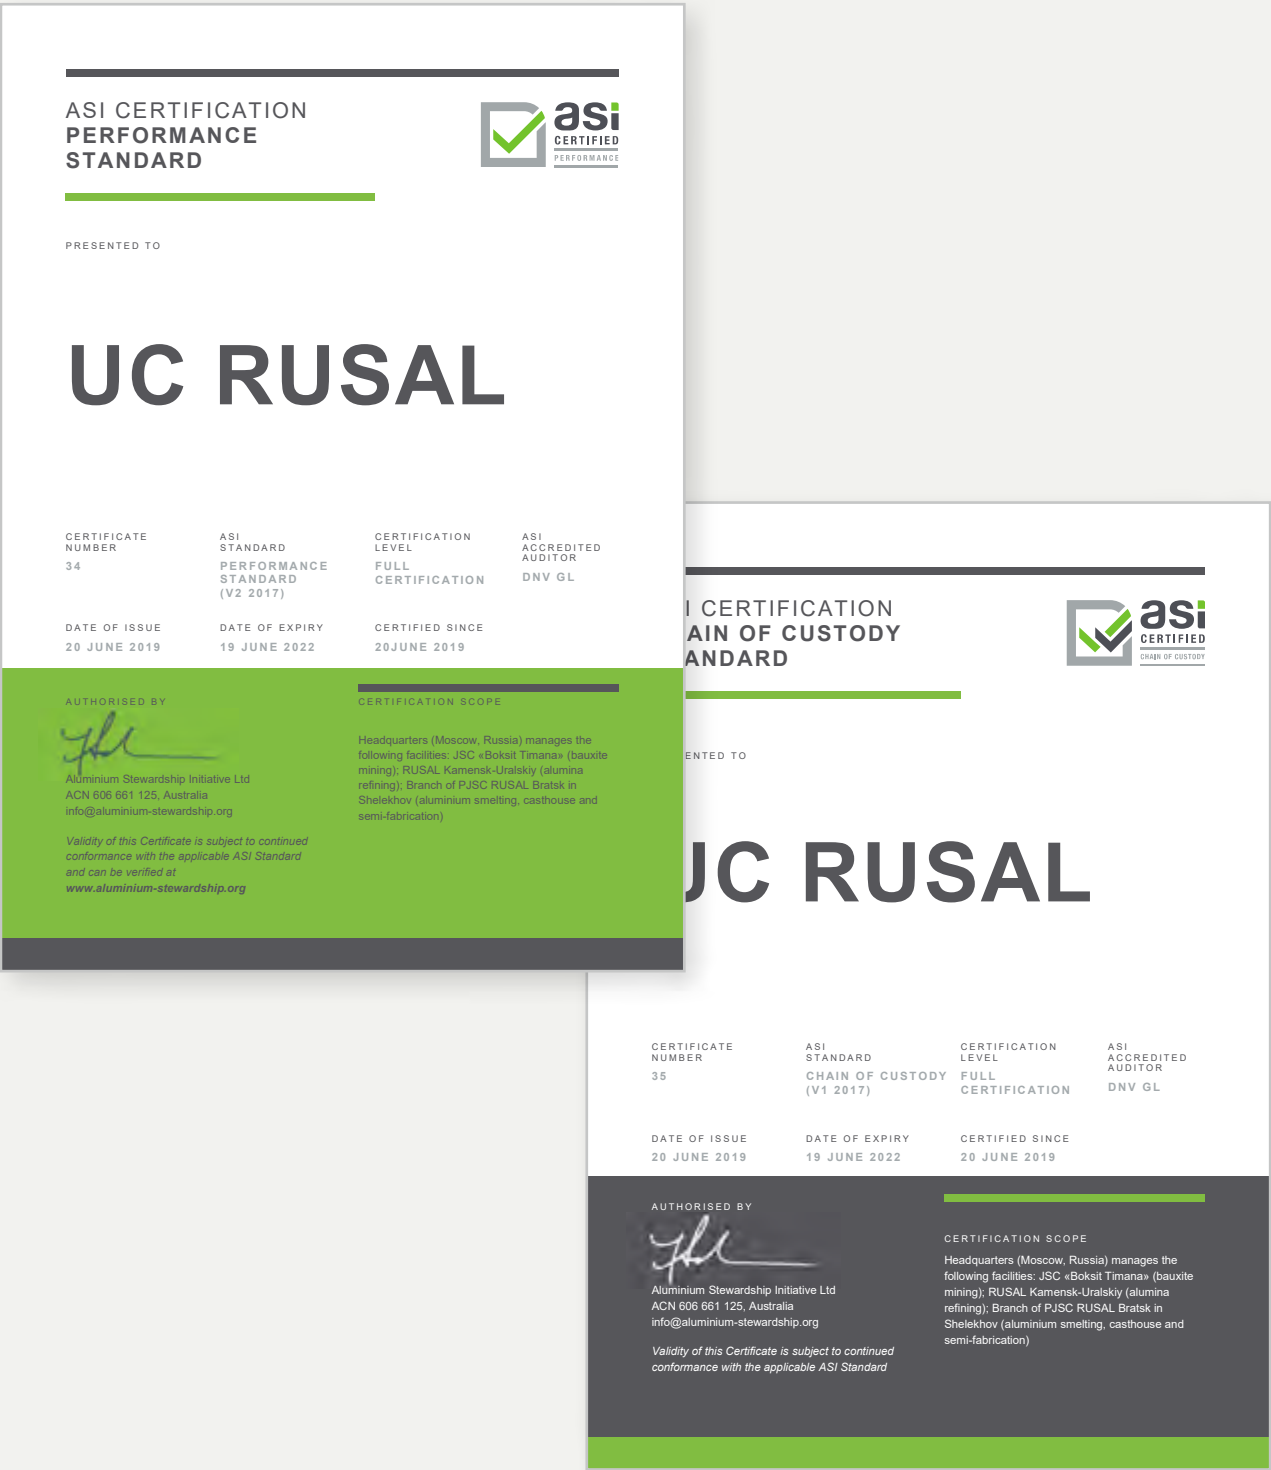 ASI CERTIFICATION
PERFORMANCE
STANDARD
asi
CERTIFIED
PERFORMANCE
PRESENTED TO
UC RUSAL
CERTIFICATE
NUMBER
34
ASI
STANDARD
PERFORMANCE
STANDARD
(V2 2017)
CERTIFICATION
LEVEL
FULL
CERTIFICATION
ASI
ACCREDITED
AUDITOR
DNV GL
DATE OF ISSUE
20 JUNE 2019
DATE OF EXPIRY
19 JUNE 2022
CERTIFIED SINCE
20JUNE 2019
AUTHORISED BY
Aluminium Stewardship Initiative Ltd
ACN 606 661 125, Australia
info@aluminium-stewardship.org
Validity of this Certificate is subject to continued
conformance with the applicable ASI Standard
and can be verified at
www.aluminium-stewardship.org
CERTIFICATION SCOPE
Headquarters (Moscow, Russia) manages the
following facilities: JSC «Boksit Timana» (bauxite
mining); RUSAL Kamensk-Uralskiy (alumina
refining); Branch of PJSC RUSAL Bratsk in
Shelekhov (aluminium smelting, casthouse and
semi-fabrication)
I CERTIFICATION
AIN OF CUSTODY
ANDARD
asi
CERTIFIED
CHAIN OF CUSTODY
ENTED TO
UC RUSAL
CERTIFICATE
NUMBER
35
ASI
STANDARD
CHAIN OF CUSTODY
(V1 2017)
CERTIFICATION
LEVEL
FULL
CERTIFICATION
ASI
ACCREDITED
AUDITOR
DNV GL
DATE OF ISSUE
20 JUNE 2019
DATE OF EXPIRY
19 JUNE 2022
CERTIFIED SINCE
20 JUNE 2019
AUTHORISED BY
Aluminium Stewardship Initiative Ltd
ACN 606 661 125, Australia
info@aluminium-stewardship.org
Validity of this Certificate is subject to continued
conformance with the applicable ASI Standard
CERTIFICATION SCOPE
Headquarters (Moscow, Russia) manages the
following facilities: JSC «Boksit Timana» (bauxite
mining); RUSAL Kamensk-Uralskiy (alumina
refining); Branch of PJSC RUSAL Bratsk in
Shelekhov (aluminium smelting, casthouse and
semi-fabrication)